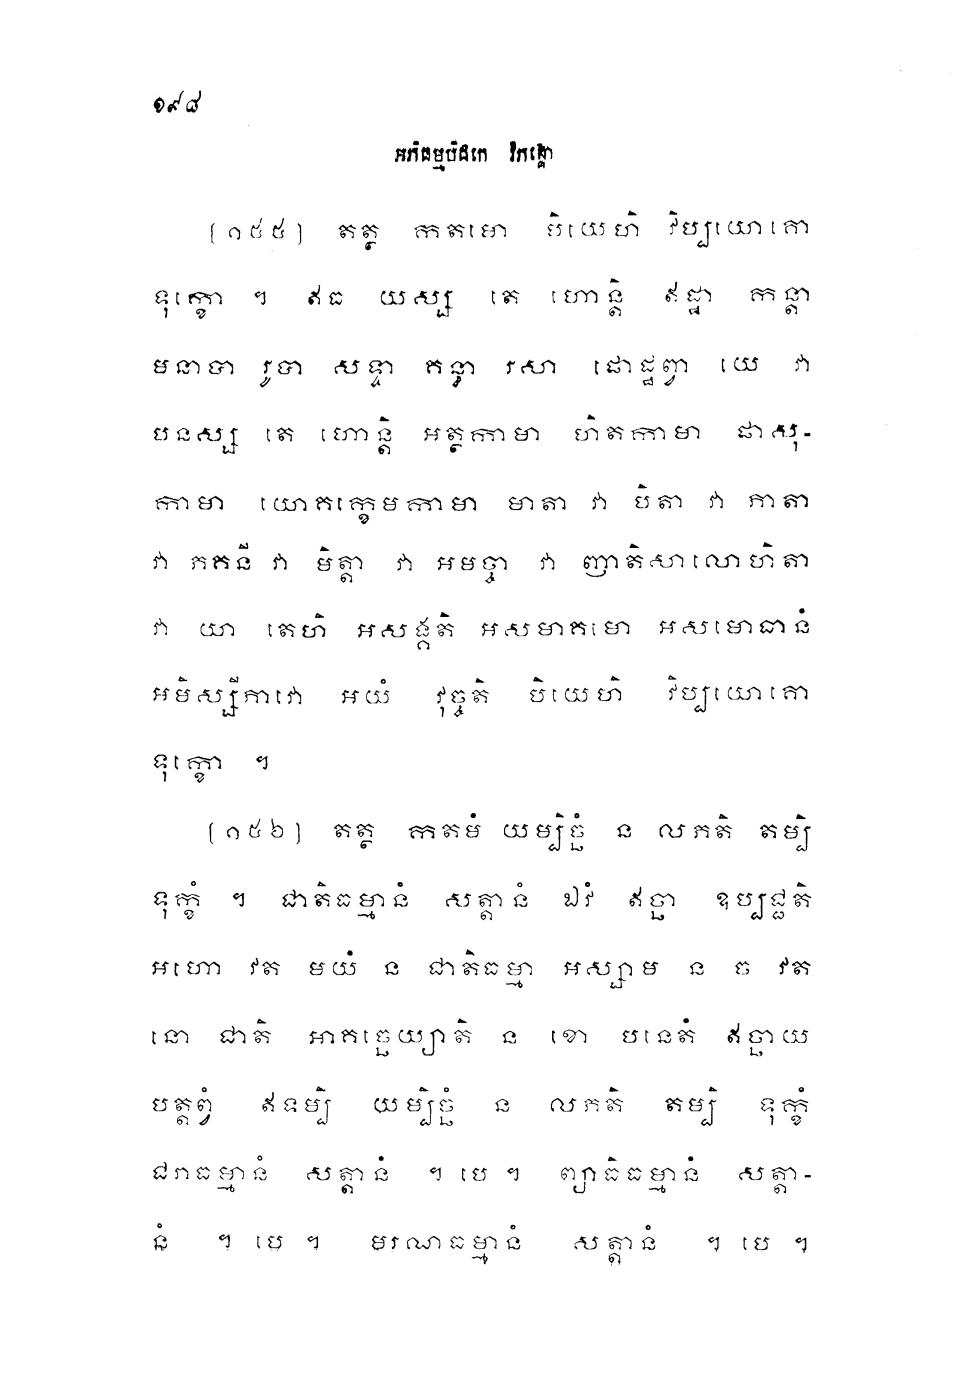 ១៩៨
អភិធម្មបិដកេ វិភង្គោ
[១៥៥] តត្ថ កតមោ បិយេហិ វិប្បយោគោ
ទុក្ខោ ។ ឥធ យស្ស តេ ហោន្តិ ឥដ្ឋា កន្តា
មនាបា រូបា សទ្ទា គន្ធា រសា ផោដ្ឋព្វា យេ វា
បនស្ស តេ ហោន្តិ អត្ថកាមា ហិតកាមា ផាសុ-
កាមា យោគក្ខេមកាមា មាតា វា បិតា វា ភាតា
វា ភគនី វា មិត្តា វា អមច្ចា វា ញាតិសាលោហិតា
វា យា តេហិ អសង្គតិ អសមាគមោ អសមោធានំ
អមិស្សីភាវោ អយំ វុច្ចតិ បិយេហិ វិប្បយោគោ
ទុក្ខោ ។
[១៥៦] តត្ថ កតមំ យម្បិច្ឆំ ន លភតិ តម្បិ
ទុក្ខំ ។ ជាតិធម្មានំ សត្តានំ ឯវំ ឥច្ឆា ឧប្បជ្ជតិ
អហោ វត មយំ ន ជាតិធម្មា អស្សាម ន ច វត
នោ ជាតិ អាគច្ឆេយ្យាតិ ន ខោ បនេតំ ឥច្ឆាយ
បត្តព្វំ ឥទម្បិ យម្បិច្ឆំ ន លភតិ តម្បិ ទុក្ខំ
ជរាធម្មានំ សត្តានំ ។ បេ ។ ព្យាធិធម្មានំ សត្តា-
នំ ។ បេ ។ មរណធម្មានំ សត្តានំ ។ បេ ។